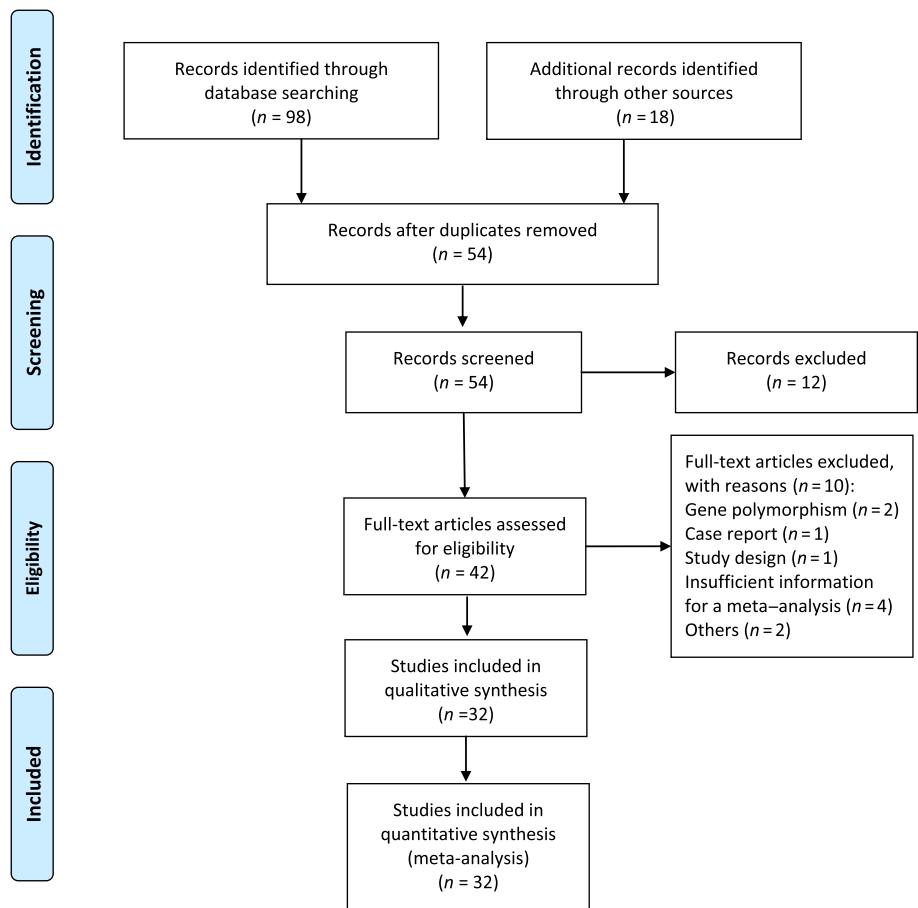 Identification
Records identified through
database searching
(n = 98)
Additional records identified
through other sources
(n = 18)
Records after duplicates removed
(n = 54)
Screening
Records screened
(n = 54)
Records excluded
(n = 12)
Eligibility
Full-text articles assessed
for eligibility
(n = 42)
Full-text articles excluded,
with reasons (n = 10):
Gene polymorphism (n = 2)
Case report (n = 1)
Study design (n = 1)
Insufficient information
for a meta–analysis (n = 4)
Others (n = 2)
Studies included in
qualitative synthesis
(n =32)
Included
Studies included in
quantitative synthesis
(meta-analysis)
(n = 32)